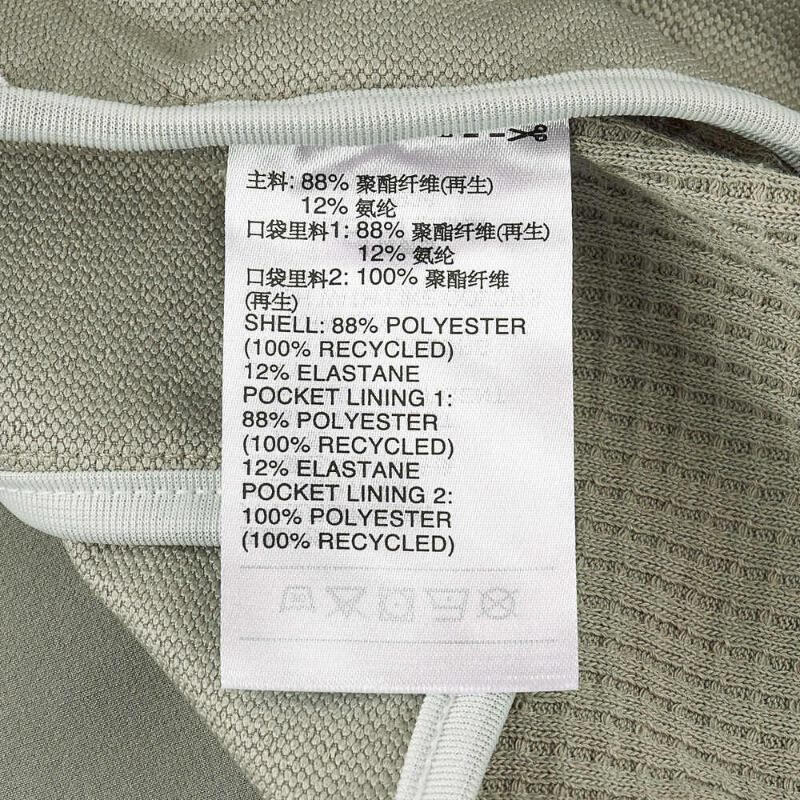 主料: 88% 聚酯纤维(再生)
12% 氨纶
口袋里料1: 88% 聚酯纤维(再生)
12% 氨纶
口袋里料2: 100% 聚酯纤维
(再生)
SHELL: 88% POLYESTER
(100% RECYCLED)
12% ELASTANE
POCKET LINING 1:
88% POLYESTER
(100% RECYCLED)
12% ELASTANE
POCKET LINING 2:
100% POLYESTER
(100% RECYCLED)